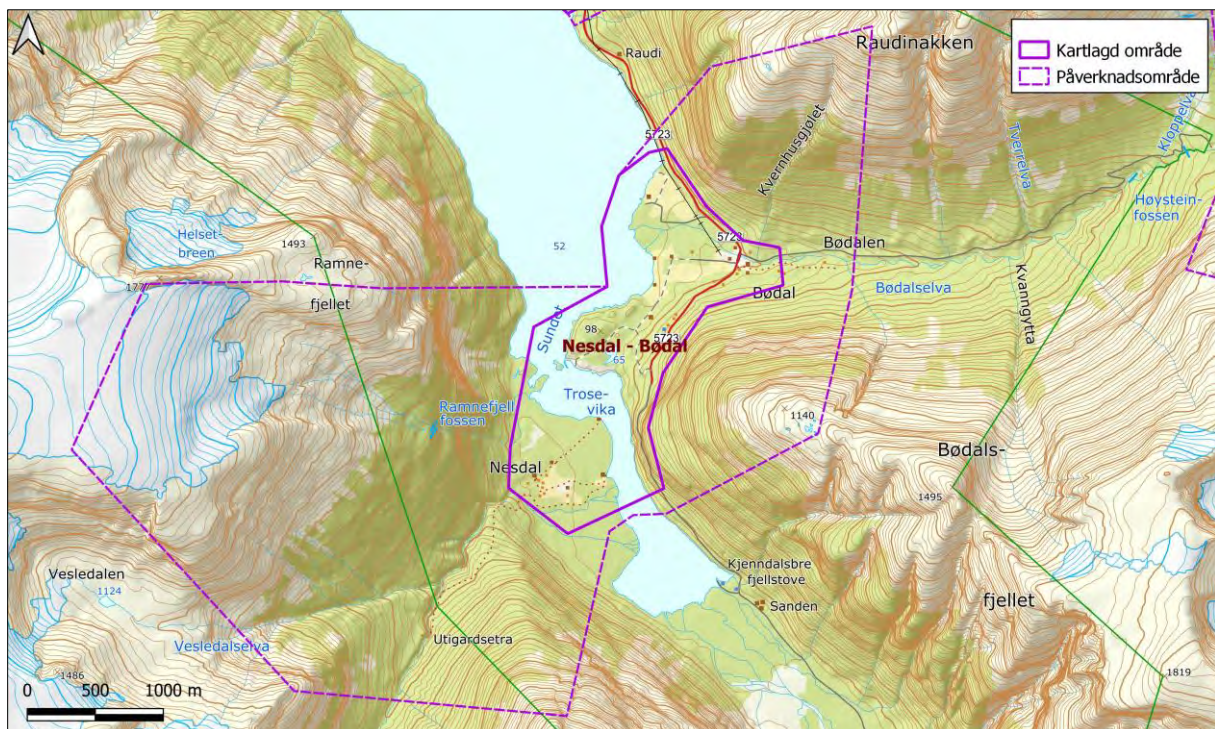 Raudi
Raudinakken
Kartlagd område
Påverknadsområde
5723
Kvernhusgjølet
Tverrelva
Kloppelva
Høystein-
fossen
Helset-
breen
1493
Ramne-
fjellet
52
5723
Bødalen
Bødal
Bødalselva
Kvanngytta
177
Sundet
98
5723
Nesdal - Bødal
65
Trose-
vika
Ramnefjell
fossen
1140
Bødals-
Nesdal
1495
Vesledalen
1124
Kjenndalsbre
fjellstove
Sanden
fjellet
Utigardsetra
Vesledalselva
1486
1819
0 500 1000 m